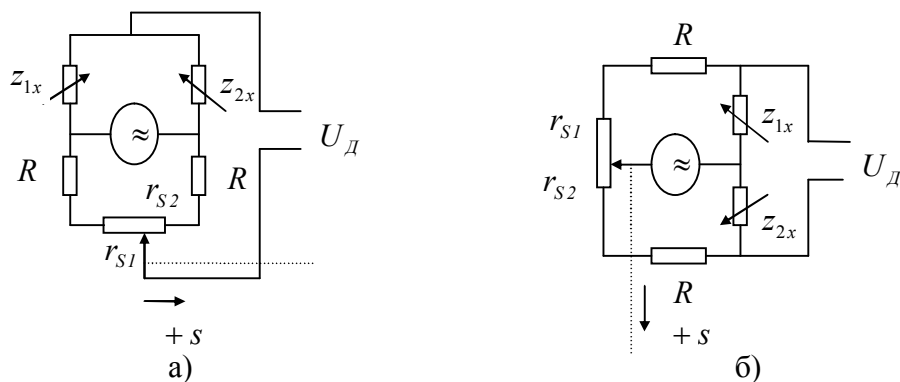 z1x
z2x
R
R
≈
UД
rS2
rS1
+ s
а)
R
rS1
rS2
z1x
≈
UД
z2x
R
+ s
б)